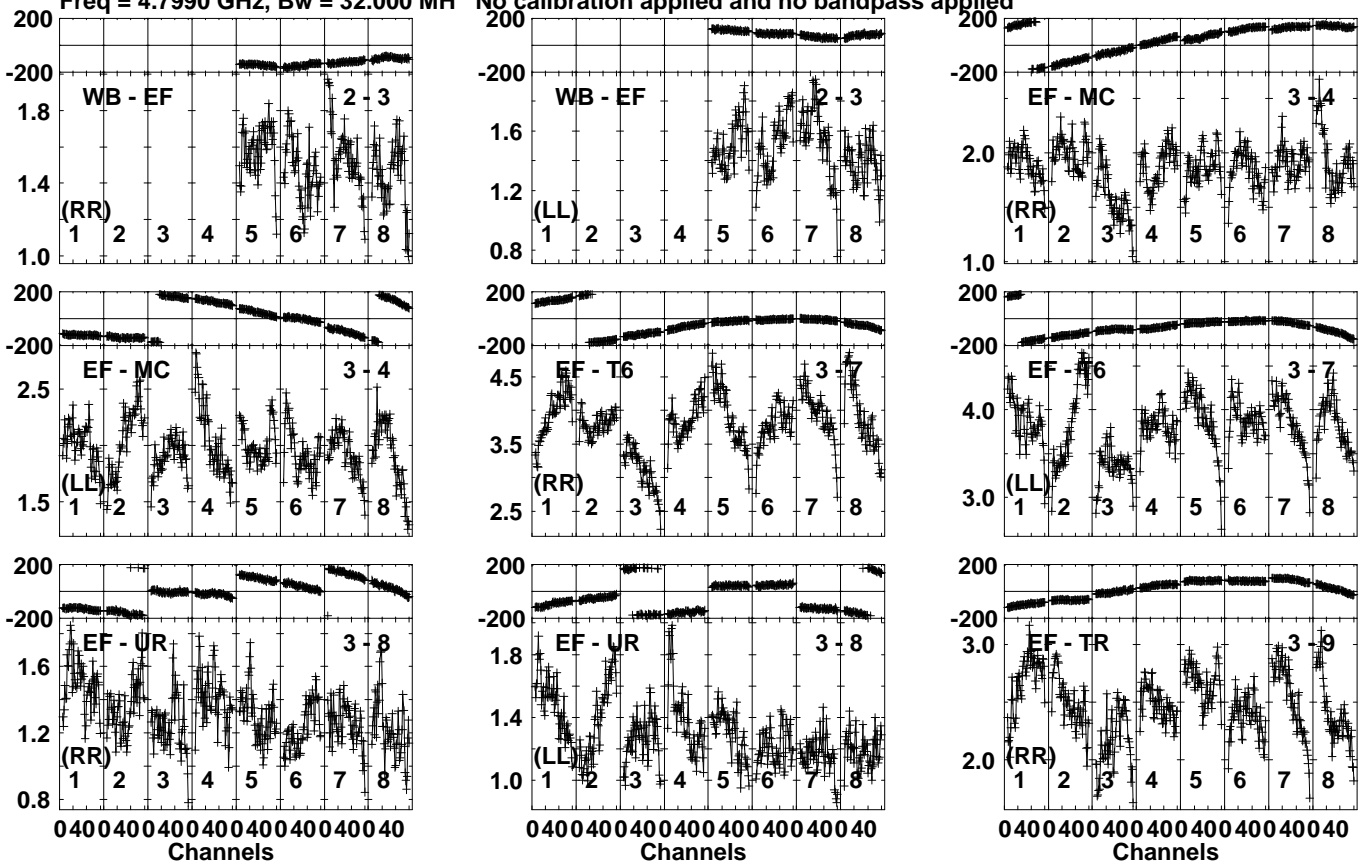 Freq = 4.7990 GHz, Bw = 32.000 MH No calibration applied and no bandpass applied
200 200 200
-200 -200 -200
WB - EF 2 - 3 WB - EF 2 - 3 EF - MC 3 - 4
1.8 2.0
1.6 2.0
1.4 1.2
(RR) (LL) (RR)
1 2 3 4 5 6 7 8 1 2 3 4 5 6 7 8 1 2 3 4 5 6 7 8
1.0 0.8 1.0
200 200 200
-200 -200 -200
EF - MC 3 - 4 EF - T6 3 - 7 EF - T6 3 - 7
2.5 4.5 4.0
3.5
(LL) (RR) (LL)
1.5 1 2 3 4 5 6 7 8 2.5 1 2 3 4 5 6 7 8 3.0 1 2 3 4 5 6 7 8
200 200 200
-200 -200 -200
EF - UR 3 - 8 EF - UR 3 - 8 EF - TR 3 - 9
1.6 1.8 3.0
1.2 1.4
(RR) (LL) (RR)
1 2 3 4 5 6 7 8 1 2 3 4 5 6 7 8 2.0 1 2 3 4 5 6 7 8
0.8 1.0
0 40 0 40 0 40 0 40 0 40 0 40 0 40 0 40 0 40 0 40 0 40 0 40 0 40 0 40 0 40 0 40 0 40 0 40 0 40 0 40 0 40 0 40 0 40 0 40
Channels Channels Channels